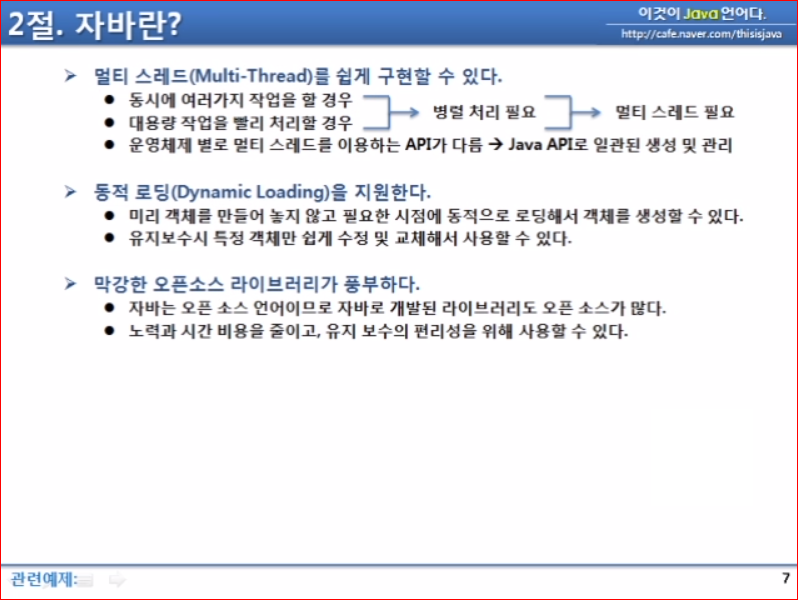 2절. 자바란?
이것이 Java 언어다.
http://cafe.naver.com/thisisjava
➢ 멀티 스레드(Multi-Thread)를 쉽게 구현할 수 있다.
● 동시에 여러가지 작업을 할 경우
● 대용량 작업을 빨리 처리할 경우
병렬 처리 필요
멀티 스레드 필요
● 운영체제 별로 멀티 스레드를 이용하는 API가 다름 → Java API로 일관된 생성 및 관리
➢ 동적 로딩(Dynamic Loading)을 지원한다.
● 미리 객체를 만들어 놓지 않고 필요한 시점에 동적으로 로딩해서 객체를 생성할 수 있다.
● 유지보수시 특정 객체만 쉽게 수정 및 교체해서 사용할 수 있다.
➢ 막강한 오픈소스 라이브러리가 풍부하다.
● 자바는 오픈 소스 언어이므로 자바로 개발된 라이브러리도 오픈 소스가 많다.
● 노력과 시간 비용을 줄이고, 유지 보수의 편리성을 위해 사용할 수 있다.
관련예제:
7